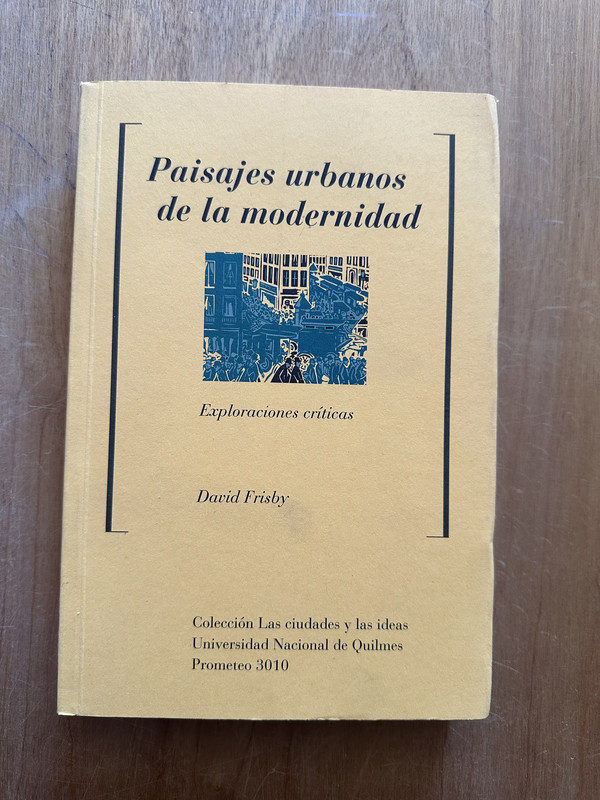 Paisajes urbanos
de la modernidad
Exploraciones críticas
David Frisby
Colección Las ciudades y las ideas
Universidad Nacional de Quilmes
Prometeo 3010